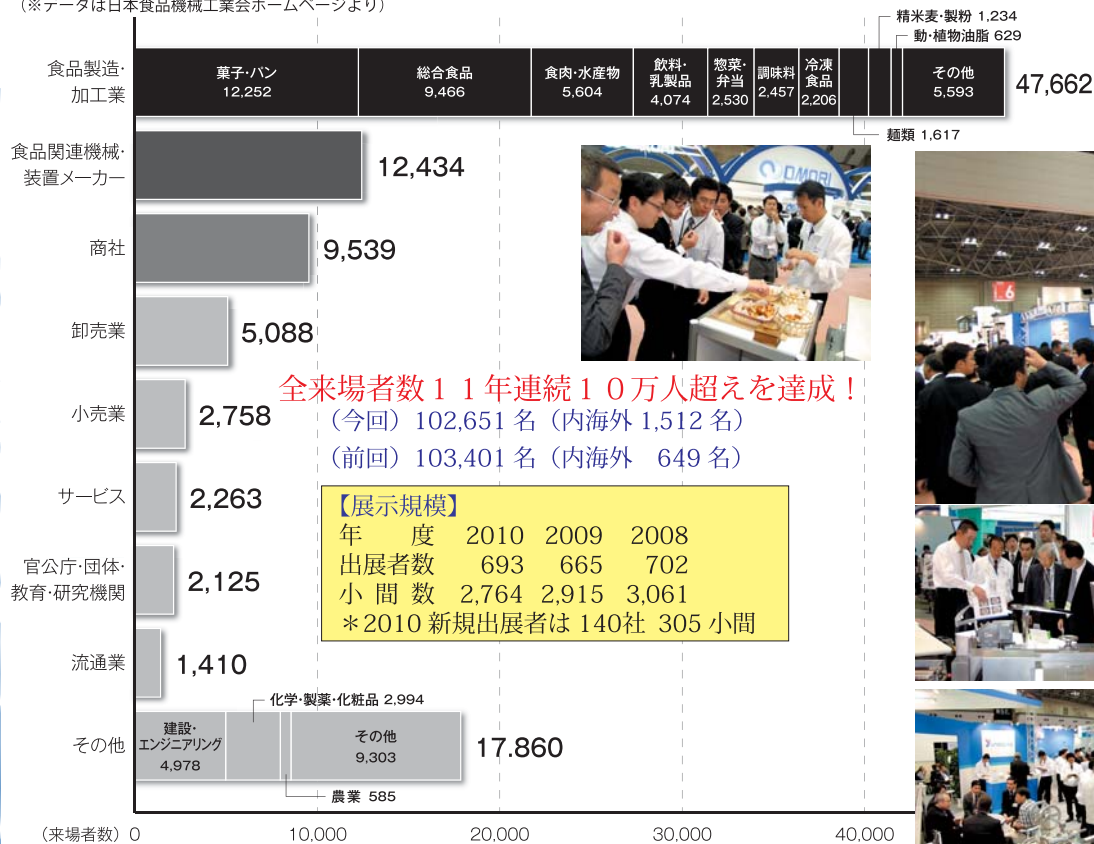 （※データは日本食品機械工業会ホームページより）
精米麦・製粉 1,234
動・植物油脂 629
食品製造・
加工業
菓子・パン
12,252
総合食品
9,466
食肉・水産物
5,604
飲料・
乳製品
4,074
惣菜・
弁当
2,530
調味料
2,457
冷凍
食品
2,206
その他
5,593
47,662
麺類 1,617
食品関連機械・
装置メーカー
12,434
OMORI
商社
9,539
6
卸売業
5,088
全来場者数１１年連続１０万人超えを達成！
小売業
2,758
（今回）102,651 名（内海外 1,512 名）
（前回）103,401 名（内海外　649 名）
サービス
2,263
【展示規模】
年　　度　2010　2009　2008
出展者数　693　665　702
小 間 数　2,764　2,915　3,061
＊2010 新規出展者は 140社 305 小間
官公庁・団体・
教育・研究機関
2,125
流通業
1,410
化学・製薬・化粧品 2,994
その他
建設・
エンジニアリング
4,978
その他
9,303
17.860
農業 585
（来場者数） 0 10,000 20,000 30,000 40,000